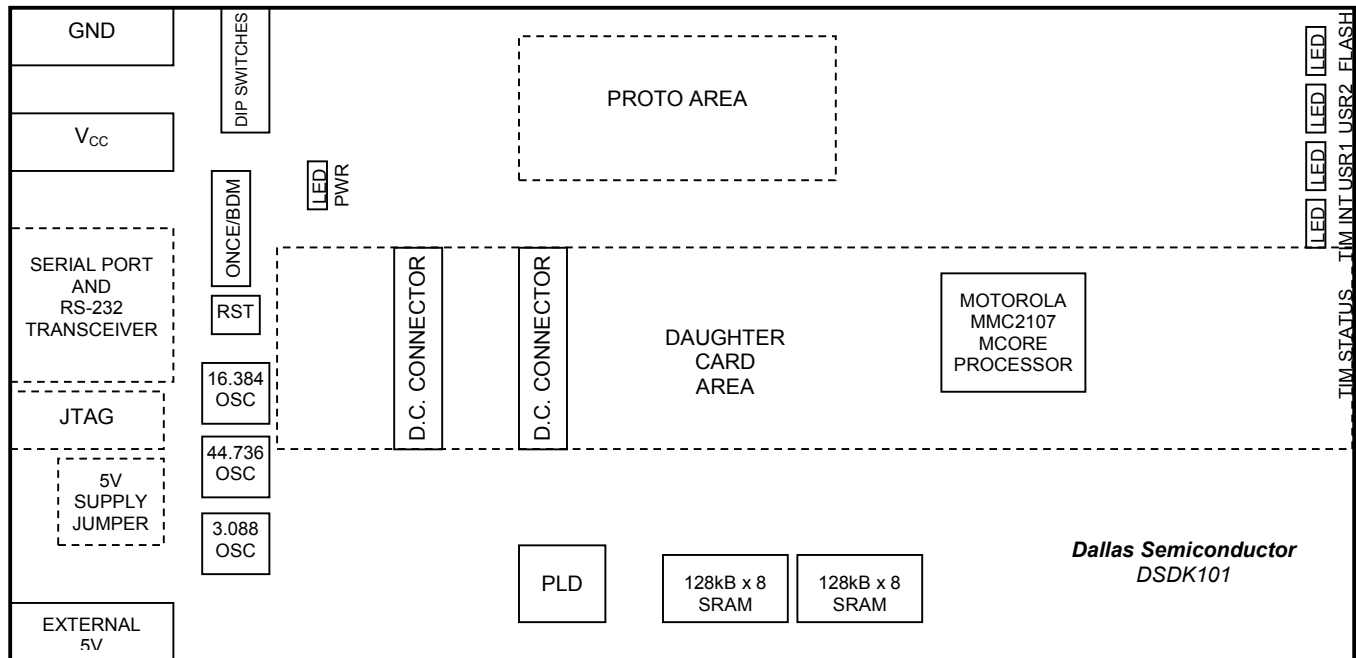 GND
V_CC
SERIAL PORT
AND
RS-232
TRANSCEIVER
JTAG
5V
SUPPLY
JUMPER
EXTERNAL
5V
DIP SWITCHES
ONCE/BDM
RST
16.384
OSC
44.736
OSC
3.088
OSC
LED
PWR
PROTO AREA
D.C. CONNECTOR
D.C. CONNECTOR
DAUGHTER
CARD
AREA
MOTOROLA
MMC2107
MCORE
PROCESSOR
LED
FLASH
LED
USR2
LED
USR1
LED
TIM INT
TIM STATUS
PLD
128kB x 8
SRAM
128kB x 8
SRAM
Dallas Semiconductor
DSDK101